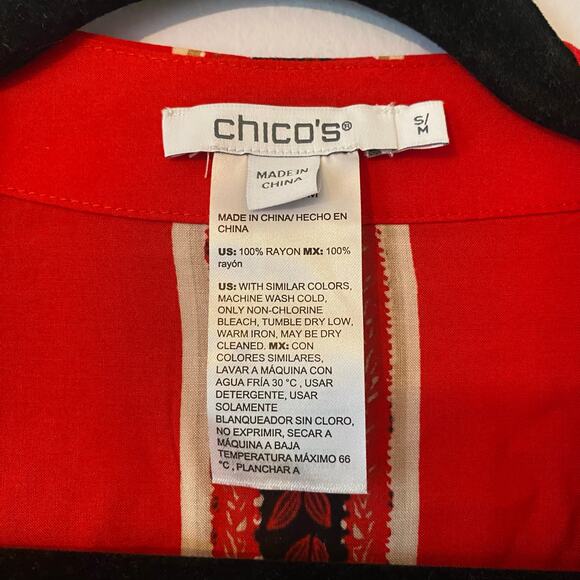 chico's®
S/
M
MADE IN
CHINA
M
MADE IN CHINA/ HECHO EN
CHINA
US: 100% RAYON MX: 100%
rayón
US: WITH SIMILAR COLORS,
MACHINE WASH COLD,
ONLY NON-CHLORINE
BLEACH, TUMBLE DRY LOW,
WARM IRON, MAY BE DRY
CLEANED. MX: CON
COLORES SIMILARES,
LAVAR A MÁQUINA CON
AGUA FRÍA 30 °C , USAR
DETERGENTE, USAR
SOLAMENTE
BLANQUEADOR SIN CLORO,
NO EXPRIMIR, SECAR A
MÁQUINA A BAJA
TEMPERATURA MÁXIMO 66
°C , PLANCHAR A